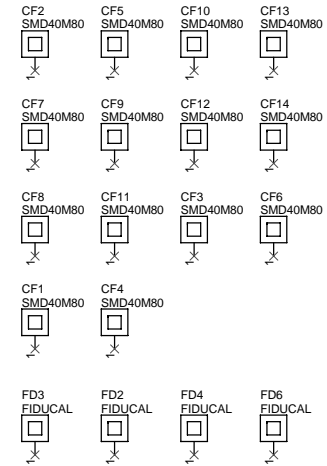 CF2 CF5 CF10 CF13
SMD40M80 SMD40M80 SMD40M80 SMD40M80
CF7 CF9 CF12 CF14
SMD40M80 SMD40M80 SMD40M80 SMD40M80
CF8 CF11 CF3 CF6
SMD40M80 SMD40M80 SMD40M80 SMD40M80
CF1 CF4
SMD40M80 SMD40M80
FD3 FD2 FD4 FD6
FIDUCAL FIDUCAL FIDUCAL FIDUCAL